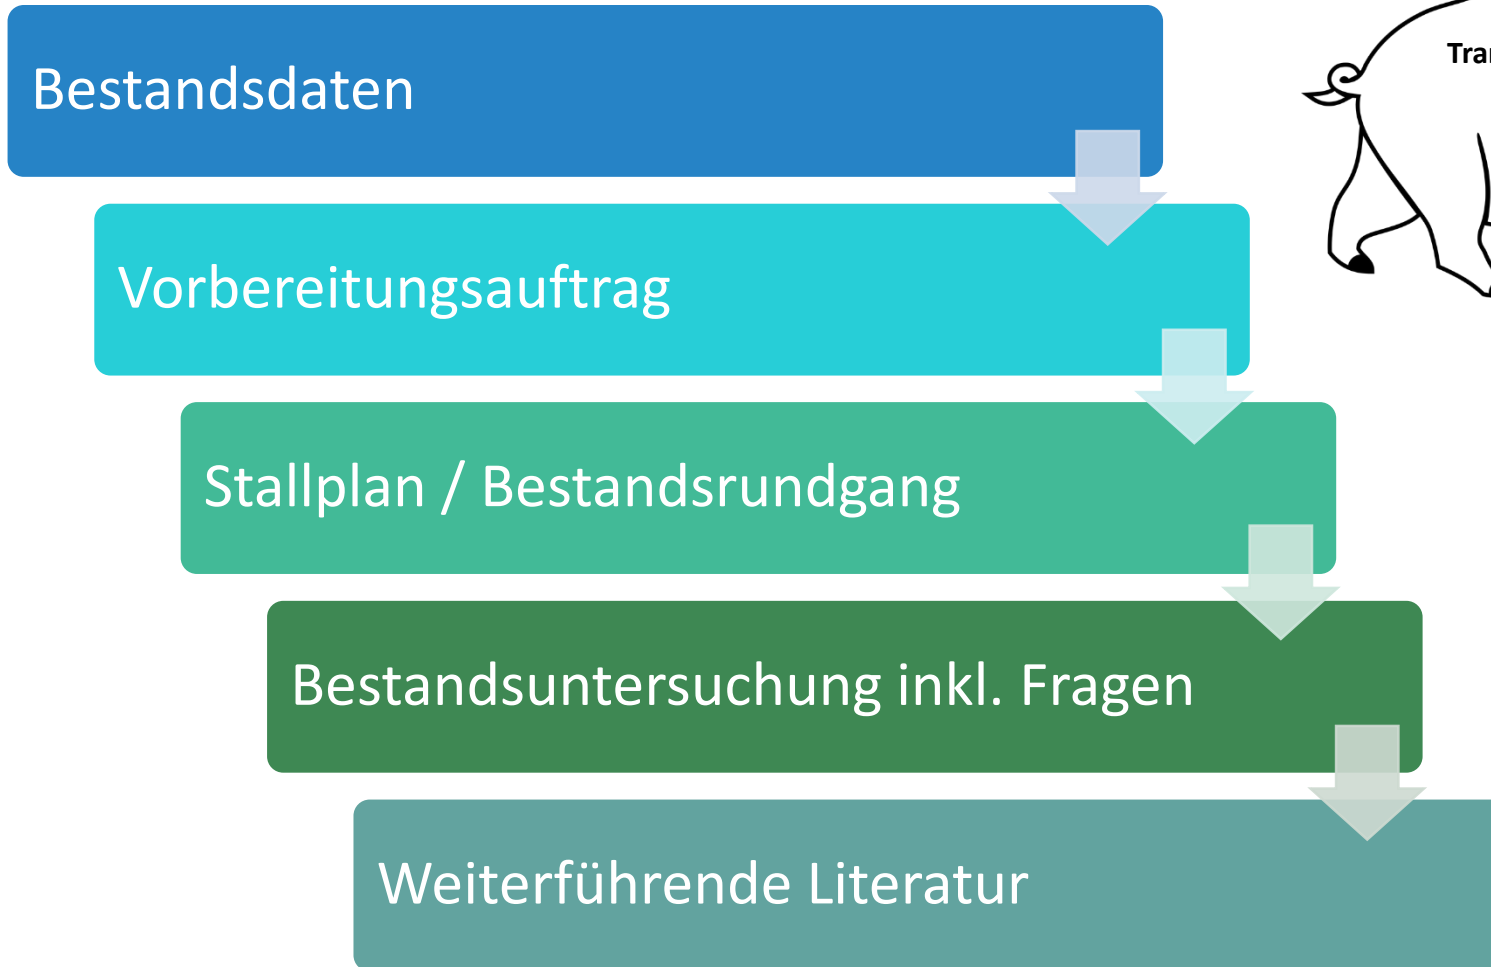 Bestandsdaten
Vorbereitungsauftrag
Stallplan / Bestandsrundgang
Bestandsuntersuchung inkl. Fragen
Weiterführende Literatur